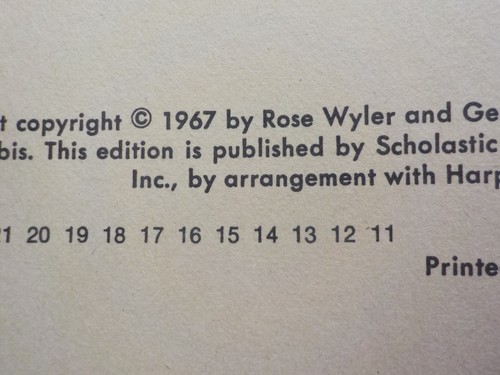 t copyright © 1967 by Rose Wyler and Ge
bis. This edition is published by Scholastic
Inc., by arrangement with Harp
1 20 19 18 17 16 15 14 13 12 11
Printe